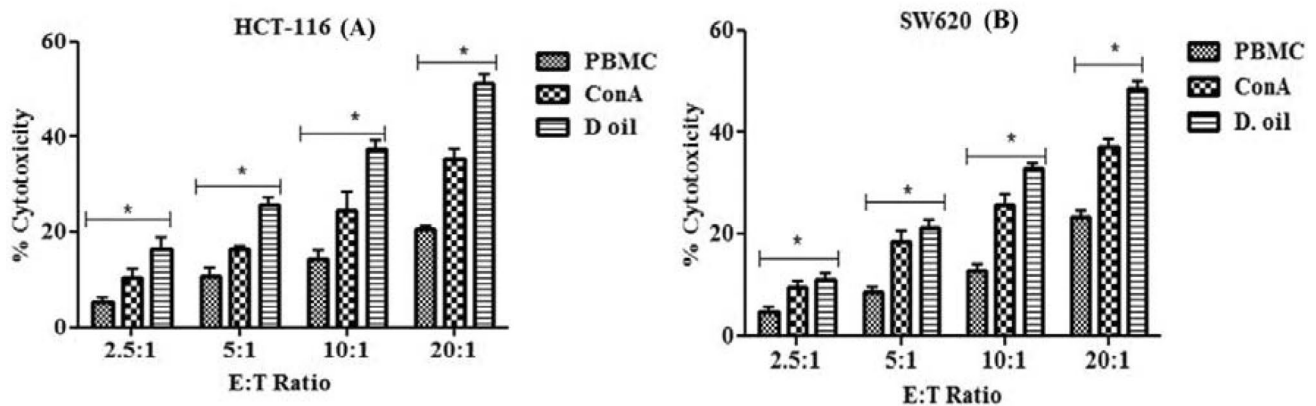 HCT-116 (A)
60
40
20
0
% Cytotoxicity
*
*
*
*
2.5:1 5:1 10:1 20:1
E:T Ratio
PBMC
ConA
D oil
SW620 (B)
60
40
20
0
% Cytotoxicity
*
*
*
*
2.5:1 5:1 10:1 20:1
E:T Ratio
PBMC
ConA
D. oil